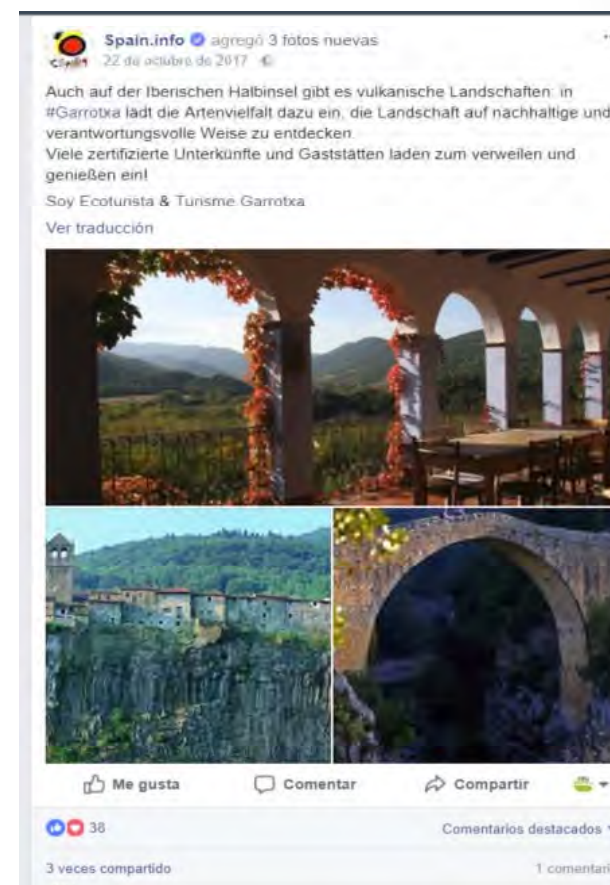 Spain.info agregó 3 fotos nuevas
22 de octubre de 2017
Auch auf der Iberischen Halbinsel gibt es vulkanische Landschaften: in
#Garrotxa lädt die Artenvielfalt dazu ein, die Landschaft auf nachhaltige und
verantwortungsvolle Weise zu entdecken.
Viele zertifizierte Unterkünfte und Gaststätten laden zum verweilen und
genießen ein!
Soy Ecoturista & Turisme Garrotxa
Ver traducción
Me gusta Comentar Compartir
38 Comentarios destacados
3 veces compartido 1 comentari